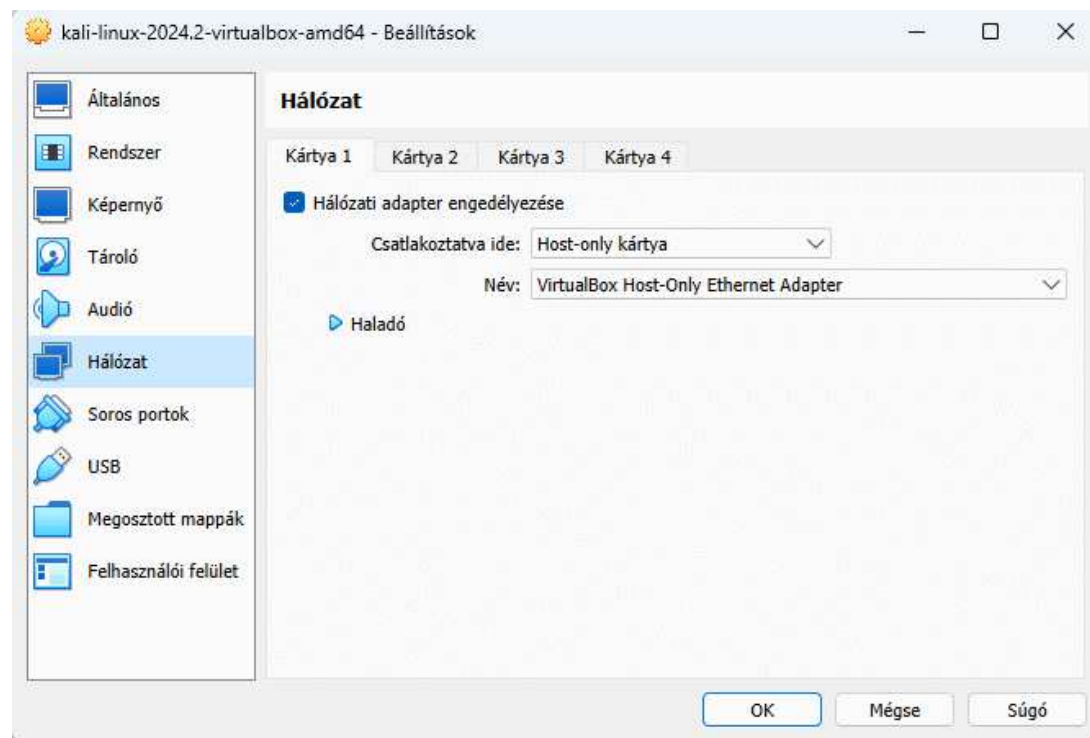 kali-linux-2024.2-virtualbox-amd64 - Beállítások
Általános
Rendszer
Képernyő
Tároló
Audió
Hálózat
Soros portok
USB
Megosztott mappák
Felhasználói felület
Hálózat
Kártya 1 Kártya 2 Kártya 3 Kártya 4
Hálózati adapter engedélyezése
Csatlakoztatva ide: Host-only kártya
Név: VirtualBox Host-Only Ethernet Adapter
Haladó
OK Mégse Súgó